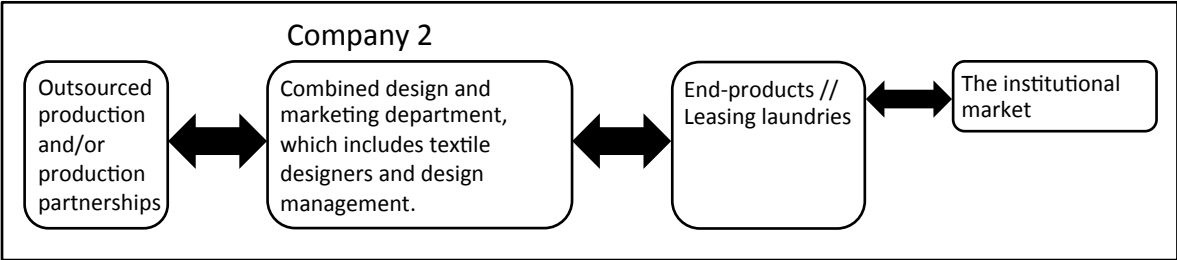 Company 2
Outsourced
production
and/or
production
partnerships
Combined design and
marketing department,
which includes textile
designers and design
management.
End-products //
Leasing laundries
The institutional
market